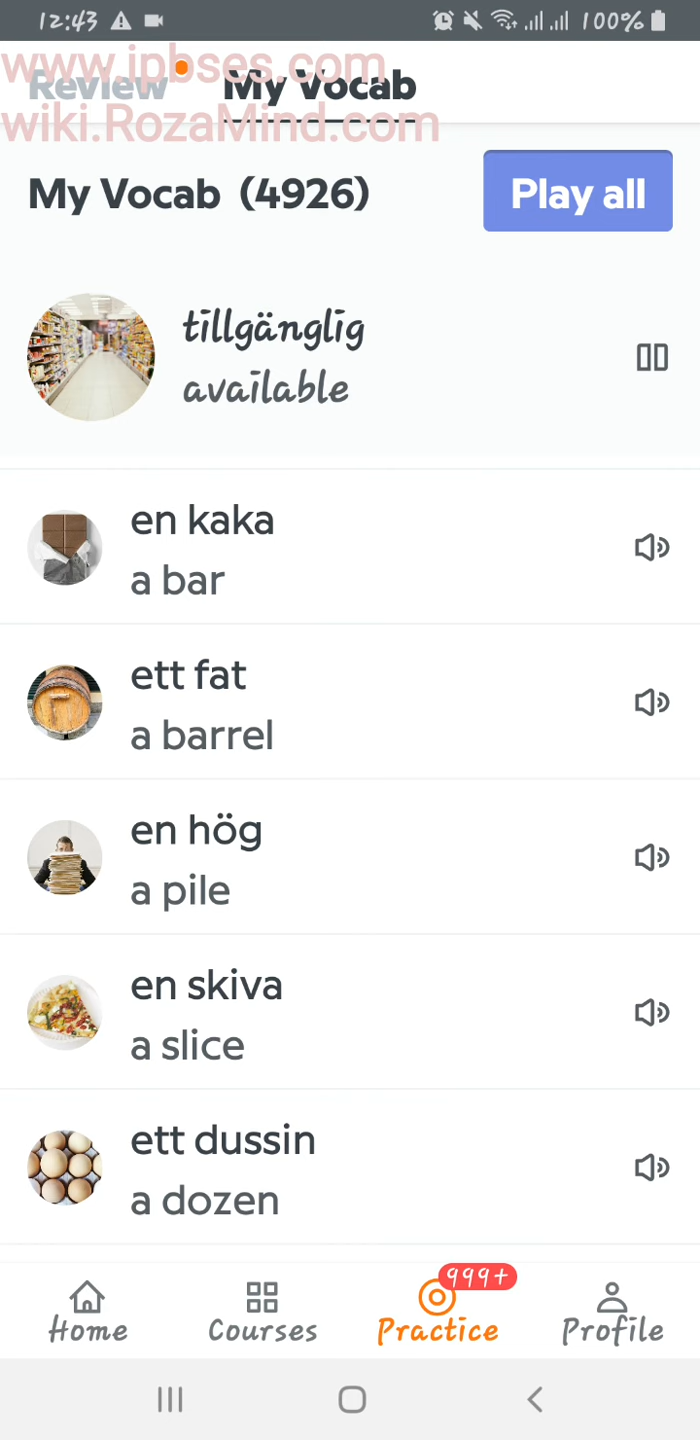 12:43
100%
www.ipbses.com
Review My Vocab
wiki.RozaMind.com
My Vocab (4926)
Play all
tillgänglig
available
en kaka
a bar
ett fat
a barrel
en hög
a pile
en skiva
a slice
ett dussin
a dozen
999+
Home
Courses
Practice
Profile